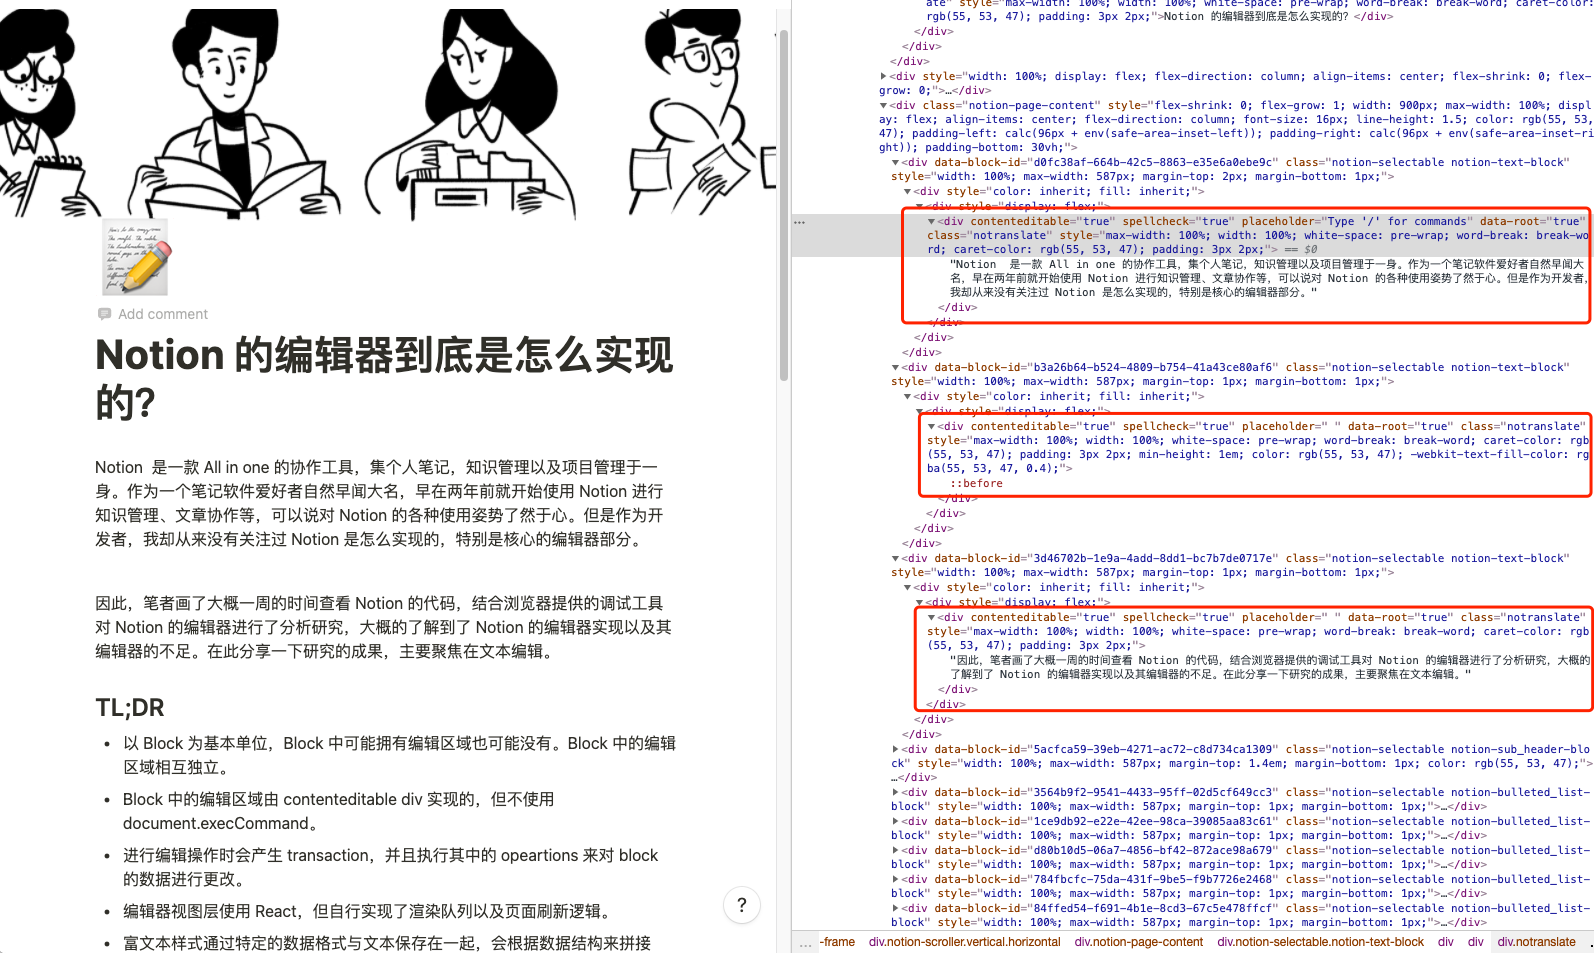 Add comment
Notion 的编辑器到底是怎么实现
的?
Notion  是一款 All in one 的协作工具，集个人笔记，知识管理以及项目管理于一
身。作为一个笔记软件爱好者自然早闻大名，早在两年前就开始使用 Notion 进行
知识管理、文章协作等，可以说对 Notion 的各种使用姿势了然于心。但是作为开
发者，我却从来没有关注过 Notion 是怎么实现的，特别是核心的编辑器部分。
因此，笔者画了大概一周的时间查看 Notion 的代码，结合浏览器提供的调试工具
对 Notion 的编辑器进行了分析研究，大概的了解到了 Notion 的编辑器实现以及其
编辑器的不足。在此分享一下研究的成果，主要聚焦在文本编辑。
TL;DR
• 以 Block 为基本单位，Block 中可能拥有编辑区域也可能没有。Block 中的编辑
区域相互独立。
• Block 中的编辑区域由 contenteditable div 实现的，但不使用
document.execCommand。
• 进行编辑操作时会产生 transaction，并且执行其中的 opeartions 来对 block
的数据进行更改。
• 编辑器视图层使用 React，但自行实现了渲染队列以及页面刷新逻辑。
• 富文本样式通过特定的数据格式与文本保存在一起，会根据数据结构来拼接
?
ate" style="max-width: 100%; width: 100%; white-space: pre-wrap; word-break: break-word; caret-color:
rgb(55, 53, 47); padding: 3px 2px;">Notion 的编辑器到底是怎么实现的? </div>
</div>
</div>
</div>
▶<div style="width: 100%; display: flex; flex-direction: column; align-items: center; flex-shrink: 0; flex-
grow: 0;">…</div>
▼<div class="notion-page-content" style="flex-shrink: 0; flex-grow: 1; width: 900px; max-width: 100%; displ
ay: flex; align-items: center; flex-direction: column; font-size: 16px; line-height: 1.5; color: rgb(55,
53, 47); padding-left: calc(96px + env(safe-area-inset-left)); padding-right: calc(96px + env(safe-area-inset-ri
ght)); padding-bottom: 30vh;">
▼<div data-block-id="d0fc38af-664b-42c5-8863-e35e6a0ebe9c" class="notion-selectable notion-text-block"
style="width: 100%; max-width: 587px; margin-top: 2px; margin-bottom: 1px;">
▼<div style="color: inherit; fill: inherit;">
▼<div style="display: flex;">
… ▼<div contenteditable="true" spellcheck="true" placeholder="Type '/' for commands" data-root="true"
class="notranslate" style="max-width: 100%; width: 100%; white-space: pre-wrap; word-break: break-wo
rd; caret-color: rgb(55, 53, 47); padding: 3px 2px;"> == $0
"Notion  是一款 All in one 的协作工具，集个人笔记，知识管理以及项目管理于一身。作为一个笔记软件爱好者自然早闻大
名，早在两年前就开始使用 Notion 进行知识管理、文章协作等，可以说对 Notion 的各种使用姿势了然于心。但是作为开发者，
我却从来没有关注过 Notion 是怎么实现的，特别是核心的编辑器部分。"
</div>
</div>
</div>
</div>
▼<div data-block-id="b3a26b64-b524-4809-b754-41a43ce80af6" class="notion-selectable notion-text-block"
style="width: 100%; max-width: 587px; margin-top: 1px; margin-bottom: 1px;">
▼<div style="color: inherit; fill: inherit;">
▼<div style="display: flex;">
▼<div contenteditable="true" spellcheck="true" placeholder=" " data-root="true" class="notranslate"
style="max-width: 100%; width: 100%; white-space: pre-wrap; word-break: break-word; caret-color: rgb
(55, 53, 47); padding: 3px 2px; min-height: 1em; color: rgb(55, 53, 47); -webkit-text-fill-color: rg
ba(55, 53, 47, 0.4);">
::before
</div>
</div>
</div>
</div>
▼<div data-block-id="3d46702b-1e9a-4add-8dd1-bc7b7de0717e" class="notion-selectable notion-text-block"
style="width: 100%; max-width: 587px; margin-top: 1px; margin-bottom: 1px;">
▼<div style="color: inherit; fill: inherit;">
▼<div style="display: flex;">
▼<div contenteditable="true" spellcheck="true" placeholder=" " data-root="true" class="notranslate"
style="max-width: 100%; width: 100%; white-space: pre-wrap; word-break: break-word; caret-color: rgb
(55, 53, 47); padding: 3px 2px;">
"因此，笔者画了大概一周的时间查看 Notion 的代码，结合浏览器提供的调试工具对 Notion 的编辑器进行了分析研究，大概的
了解到了 Notion 的编辑器实现以及其编辑器的不足。在此分享一下研究的成果，主要聚焦在文本编辑。"
</div>
</div>
</div>
</div>
▶<div data-block-id="5acfca59-39eb-4271-ac72-c8d734ca1309" class="notion-selectable notion-sub_header-blo
ck" style="width: 100%; max-width: 587px; margin-top: 1.4em; margin-bottom: 1px; color: rgb(55, 53, 47);">
…</div>
▶<div data-block-id="3564b9f2-9541-4433-95ff-02d5cf649cc3" class="notion-selectable notion-bulleted_list-
block" style="width: 100%; max-width: 587px; margin-top: 1px; margin-bottom: 1px;">…</div>
▶<div data-block-id="1ce9db92-e22e-42ee-98ca-39085aa83c61" class="notion-selectable notion-bulleted_list-
block" style="width: 100%; max-width: 587px; margin-top: 1px; margin-bottom: 1px;">…</div>
▶<div data-block-id="d80b10d5-06a7-4856-bf42-872ace98a679" class="notion-selectable notion-bulleted_list-
block" style="width: 100%; max-width: 587px; margin-top: 1px; margin-bottom: 1px;">…</div>
▶<div data-block-id="784fbcfc-75da-431f-9be5-f9b7726e2468" class="notion-selectable notion-bulleted_list-
block" style="width: 100%; max-width: 587px; margin-top: 1px; margin-bottom: 1px;">…</div>
▶<div data-block-id="84ffed54-f691-4b1e-8cd3-67c5e478ffcf" class="notion-selectable notion-bulleted_list-
block" style="width: 100%; max-width: 587px; margin-top: 1px; margin-bottom: 1px;">…</div>
… -frame div.notion-scroller.vertical.horizontal div.notion-page-content div.notion-selectable.notion-text-block div div div.notranslate